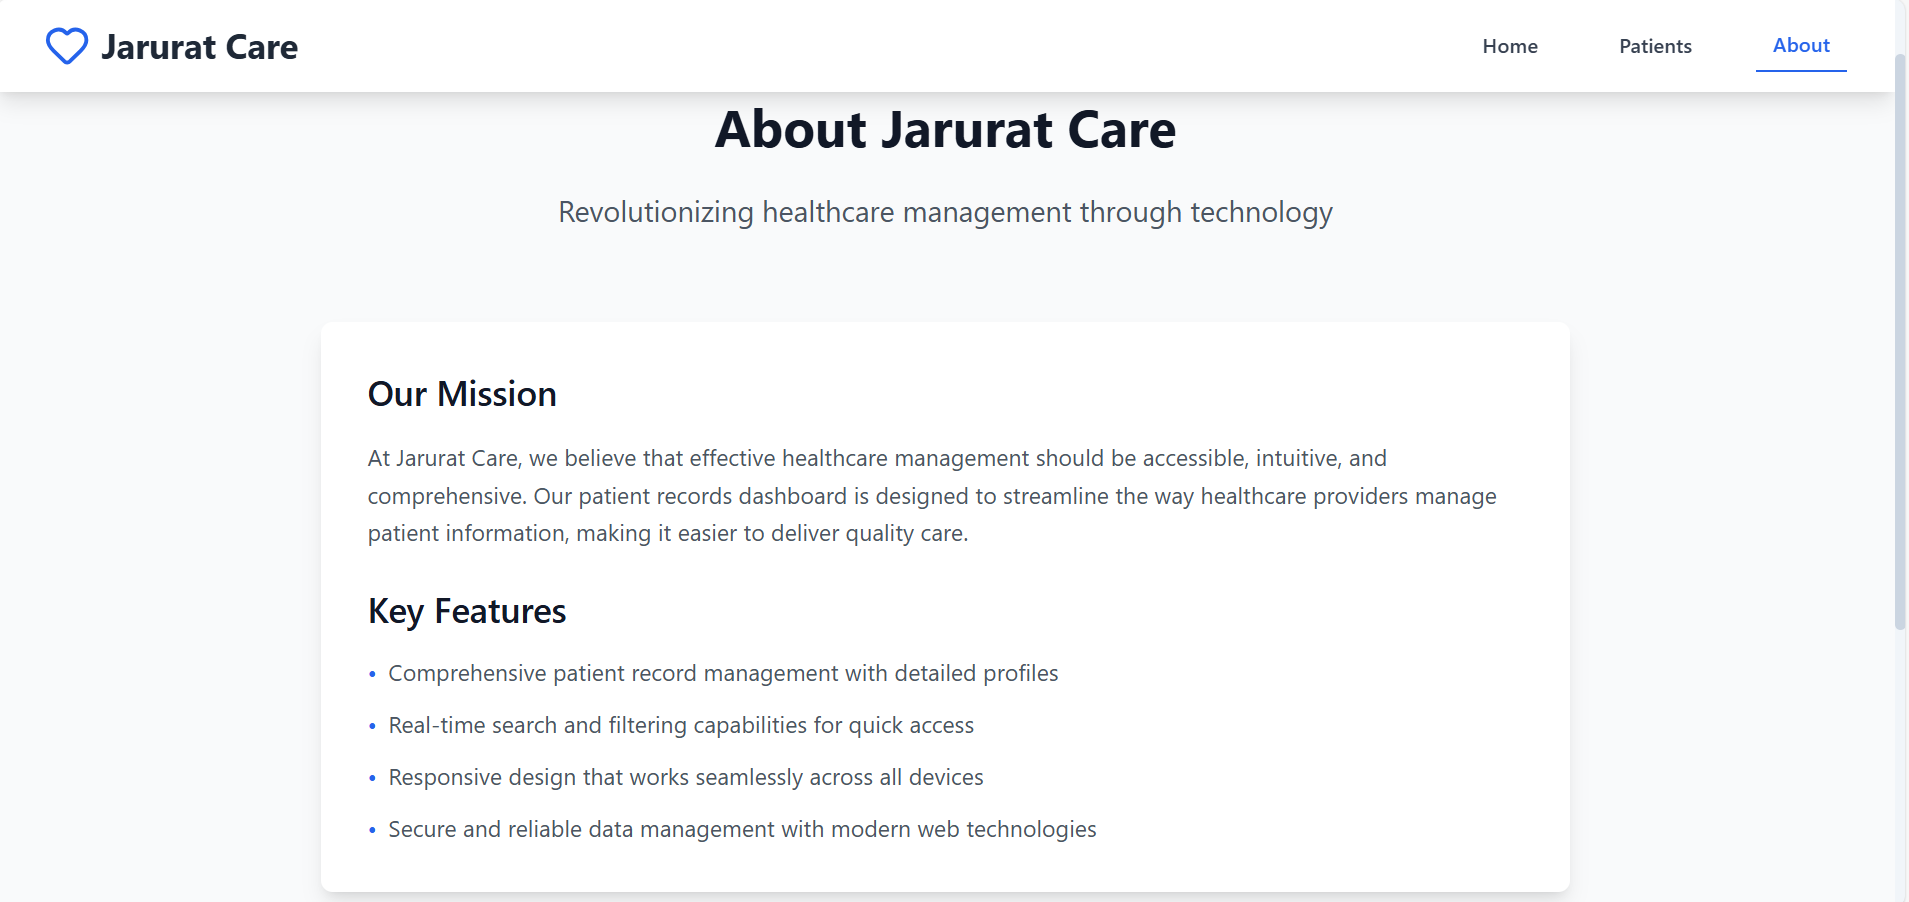 Jarurat Care
Home
Patients
About
About Jarurat Care
Revolutionizing healthcare management through technology
Our Mission
At Jarurat Care, we believe that effective healthcare management should be accessible, intuitive, and
comprehensive. Our patient records dashboard is designed to streamline the way healthcare providers manage
patient information, making it easier to deliver quality care.
Key Features
• Comprehensive patient record management with detailed profiles
• Real-time search and filtering capabilities for quick access
• Responsive design that works seamlessly across all devices
• Secure and reliable data management with modern web technologies